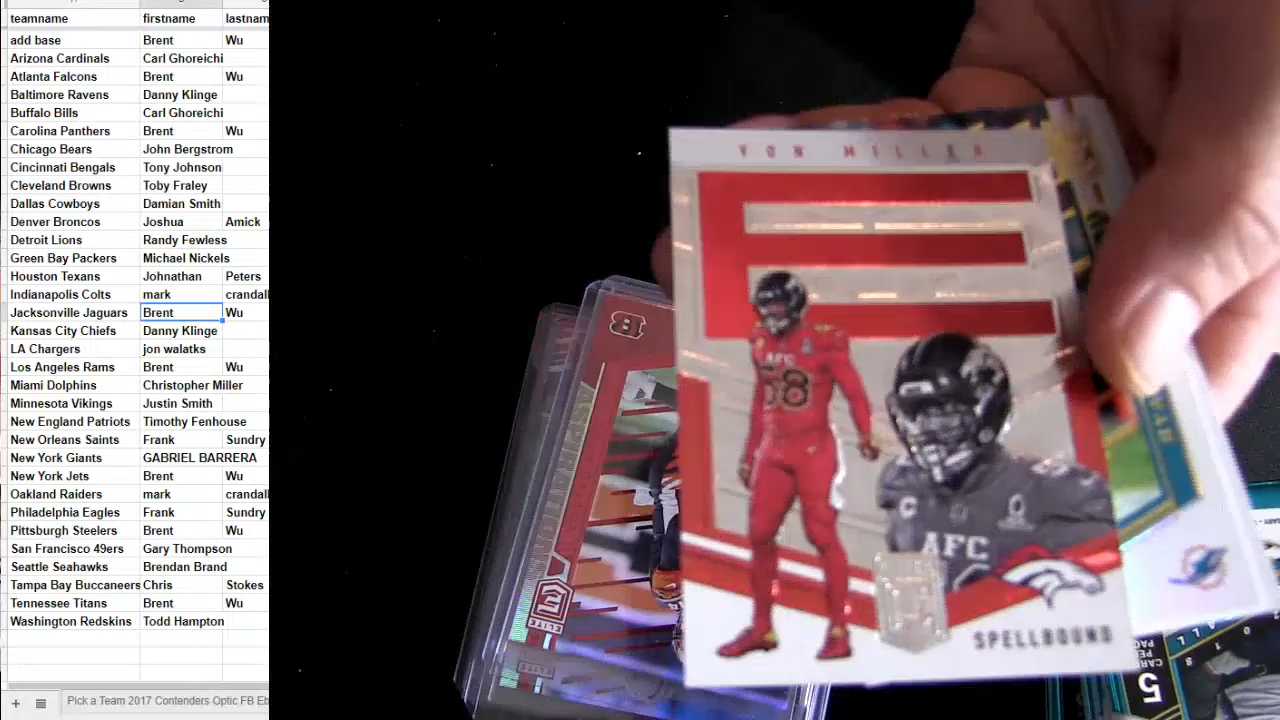 teamname firstname lastnam
add base Brent Wu
Arizona Cardinals Carl Ghoreichi
Atlanta Falcons Brent Wu
Baltimore Ravens Danny Klinge
Buffalo Bills Carl Ghoreichi
Carolina Panthers Brent Wu
Chicago Bears John Bergstrom
Cincinnati Bengals Tony Johnson
Cleveland Browns Toby Fraley
Dallas Cowboys Damian Smith
Denver Broncos Joshua Amick
Detroit Lions Randy Fewless
Green Bay Packers Michael Nickels
Houston Texans Johnathan Peters
Indianapolis Colts mark crandall
Jacksonville Jaguars Brent Wu
Kansas City Chiefs Danny Klinge
LA Chargers jon walatks
Los Angeles Rams Brent Wu
Miami Dolphins Christopher Miller
Minnesota Vikings Justin Smith
New England Patriots Timothy Fenhouse
New Orleans Saints Frank Sundry
New York Giants GABRIEL BARRERA
New York Jets Brent Wu
Oakland Raiders mark crandall
Philadelphia Eagles Frank Sundry
Pittsburgh Steelers Brent Wu
San Francisco 49ers Gary Thompson
Seattle Seahawks Brendan Brand
Tampa Bay Buccaneers Chris Stokes
Tennessee Titans Brent Wu
Washington Redskins Todd Hampton
Pick a Team 2017 Contenders Optic FB Eb
VON MILLER
E
AFC
58
AFC
SPELLBOUND
ELITE
ELITE
5